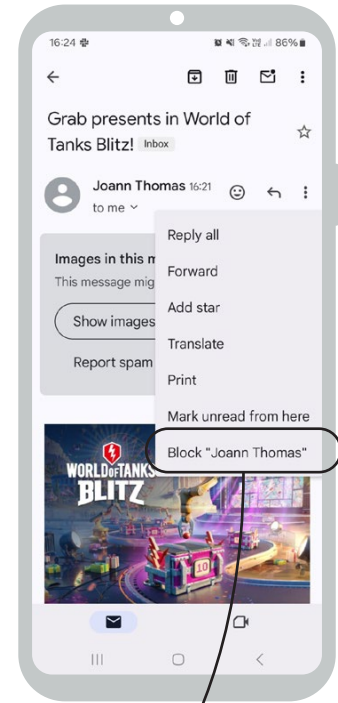 16:24
86%
Grab presents in World of
Tanks Blitz! Inbox
Joann Thomas 16:21
to me
Reply all
Forward
Add star
Translate
Print
Mark unread from here
Block "Joann Thomas"
Images in this m
This message mig
Show images
Report spam
WORLD OF TANKS
BLITZ
10